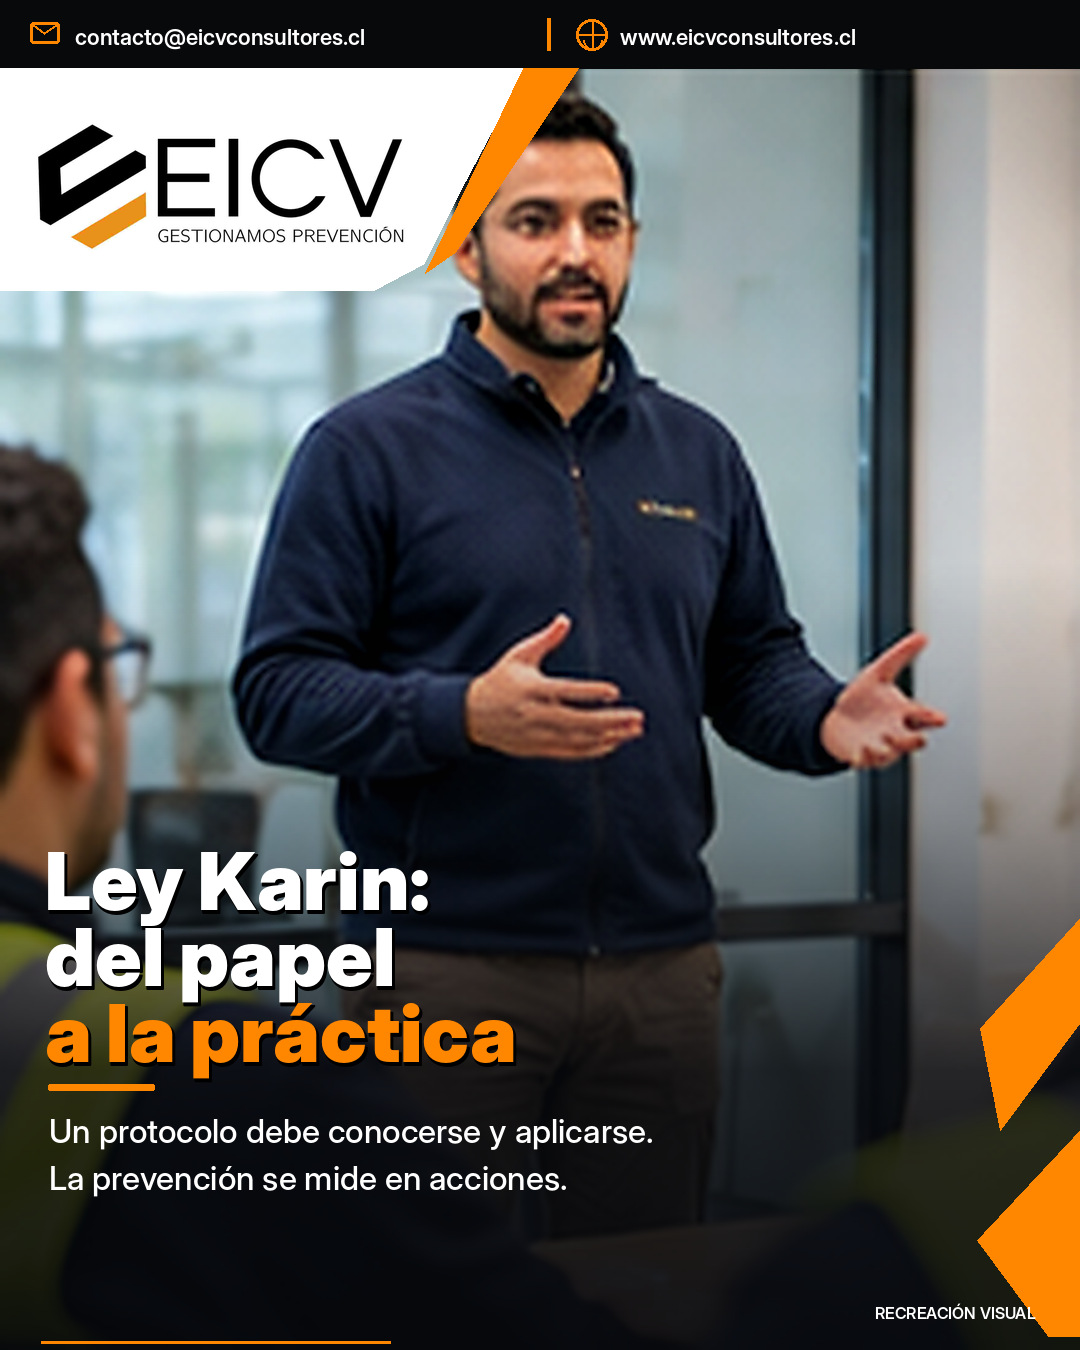 contacto@eicvconsultores.cl
www.eicvconsultores.cl
EICV
GESTIONAMOS PREVENCIÓN
Ley Karin:
del papel
a la práctica
Un protocolo debe conocerse y aplicarse.
La prevención se mide en acciones.
RECREACIÓN VISUAL